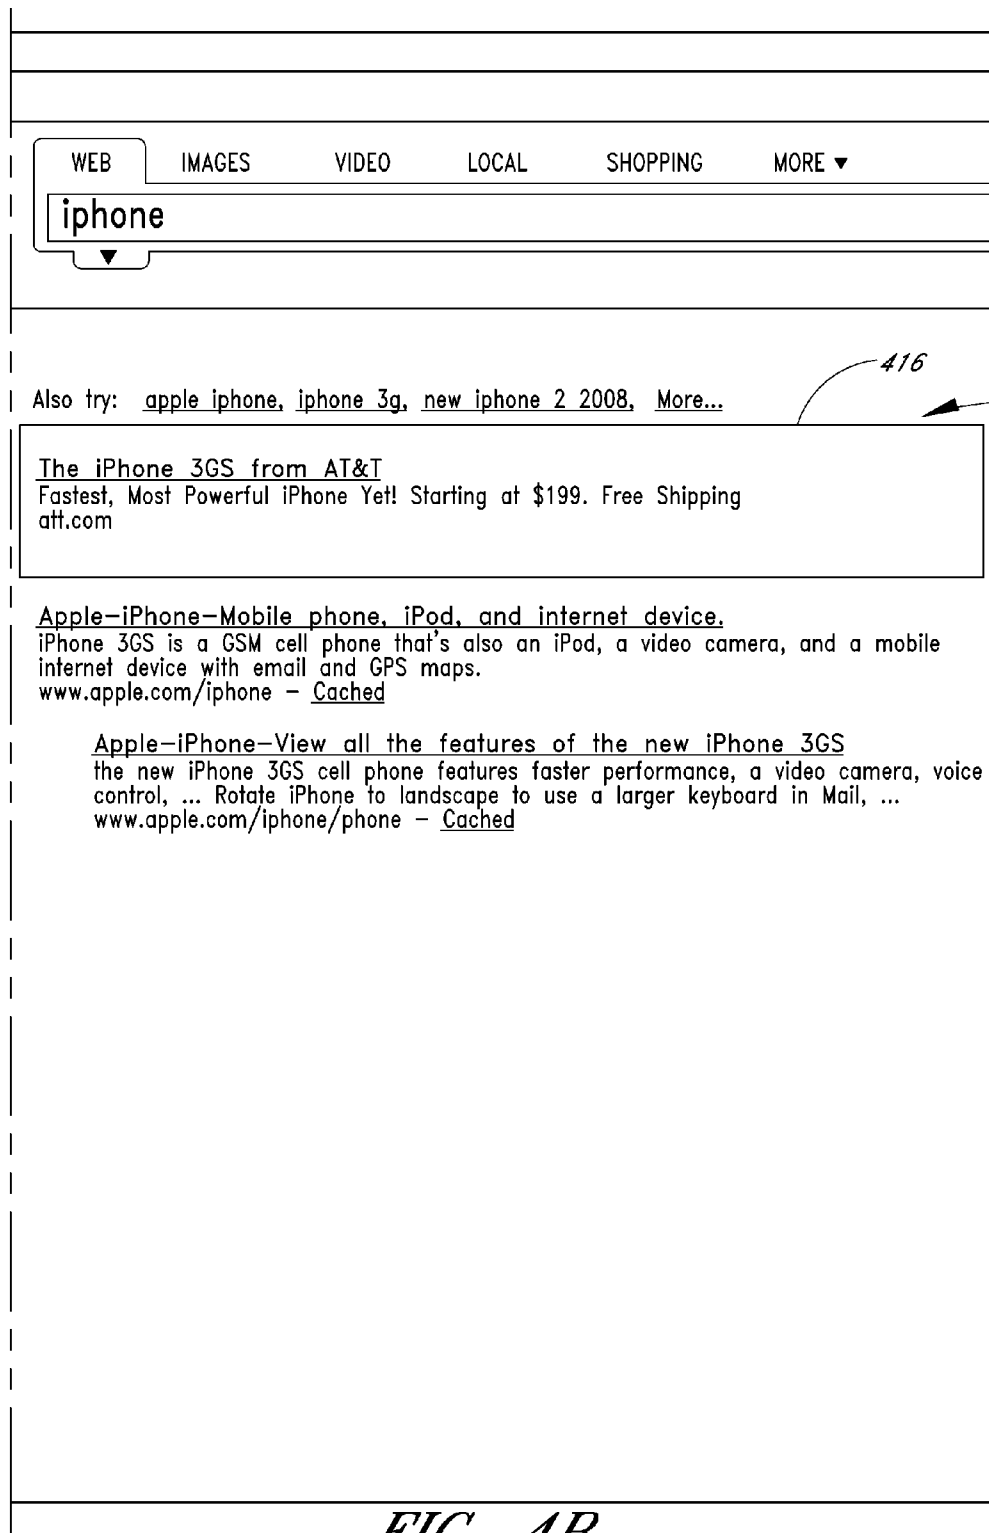 WEB IMAGES VIDEO LOCAL SHOPPING MORE ▼
iphone
416
Also try: apple iphone, iphone 3g, new iphone 2 2008, More...
The iPhone 3GS from AT&T
Fastest, Most Powerful iPhone Yet! Starting at $199. Free Shipping
att.com
Apple-iPhone-Mobile phone, iPod, and internet device.
iPhone 3GS is a GSM cell phone that's also an iPod, a video camera, and a mobile
internet device with email and GPS maps.
www.apple.com/iphone – Cached
Apple-iPhone-View all the features of the new iPhone 3GS
the new iPhone 3GS cell phone features faster performance, a video camera, voice
control, ... Rotate iPhone to landscape to use a larger keyboard in Mail, ...
www.apple.com/iphone/phone – Cached